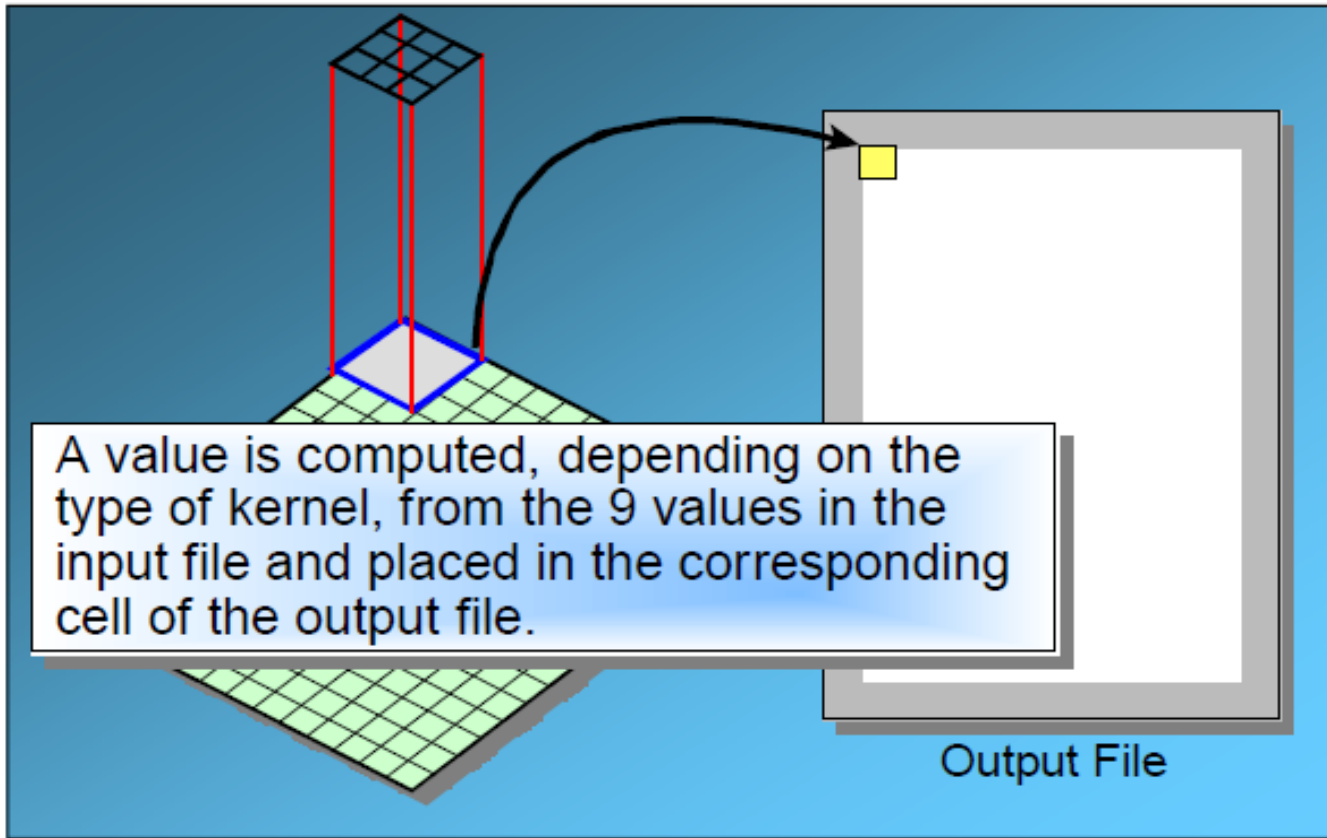 A value is computed, depending on the
type of kernel, from the 9 values in the
input file and placed in the corresponding
cell of the output file.
Output File